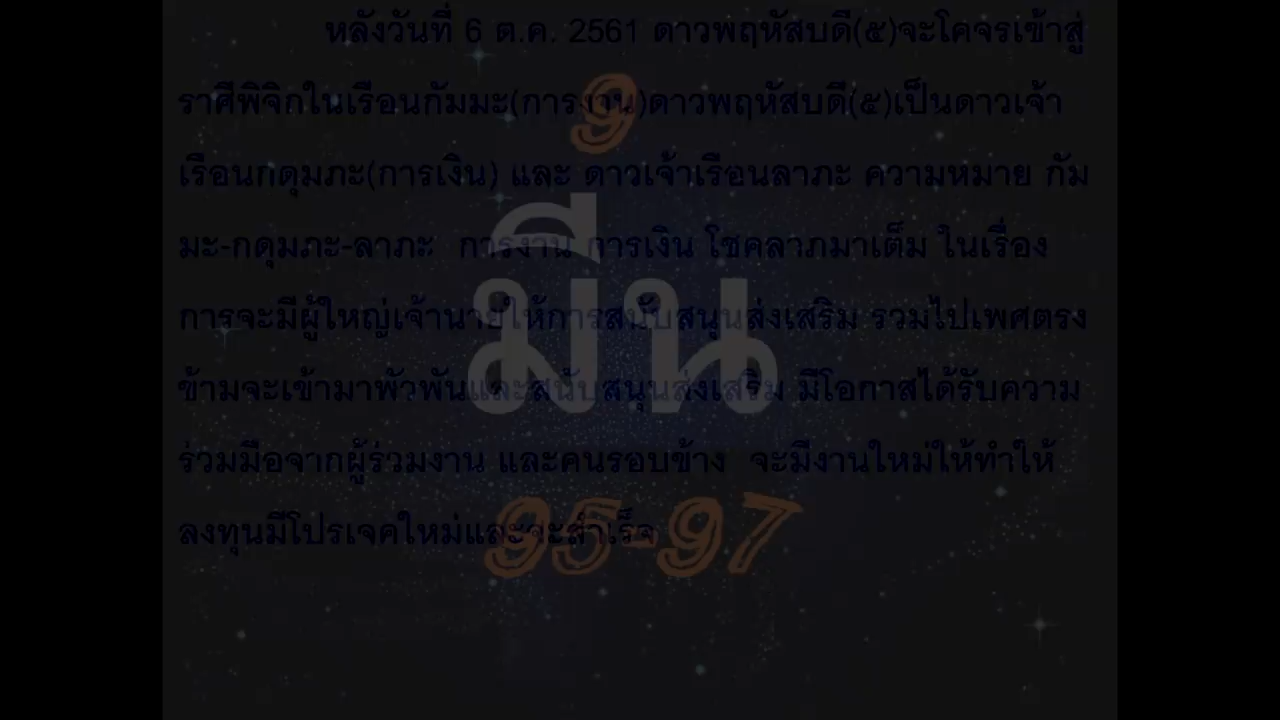 หลังวันที่ 6 ต.ค. 2561 ดาวพฤหัสบดี(๕)จะโคจรเข้าสู่
ราศีพิจิกในเรือนกัมมะ(การงาน)ดาวพฤหัสบดี(๕)เป็นดาวเจ้า
เรือนกดุมภะ(การเงิน) และ ดาวเจ้าเรือนลาภะ ความหมาย กัม
มะ-กดุมภะ-ลาภะ การงาน การเงิน โชคลาภมาเต็ม ในเรื่อง
การจะมีผู้ใหญ่เจ้านายให้การสนับสนุนส่งเสริม รวมไปเพศตรง
ข้ามจะเข้ามาพัวพันและสนับสนุนส่งเสริม มีโอกาสได้รับความ
ร่วมมือจากผู้ร่วมงาน และคนรอบข้าง จะมีงานใหม่ให้ทำให้
ลงทุนมีโปรเจคใหม่และจะสำเร็จ
9
มีน
95-97